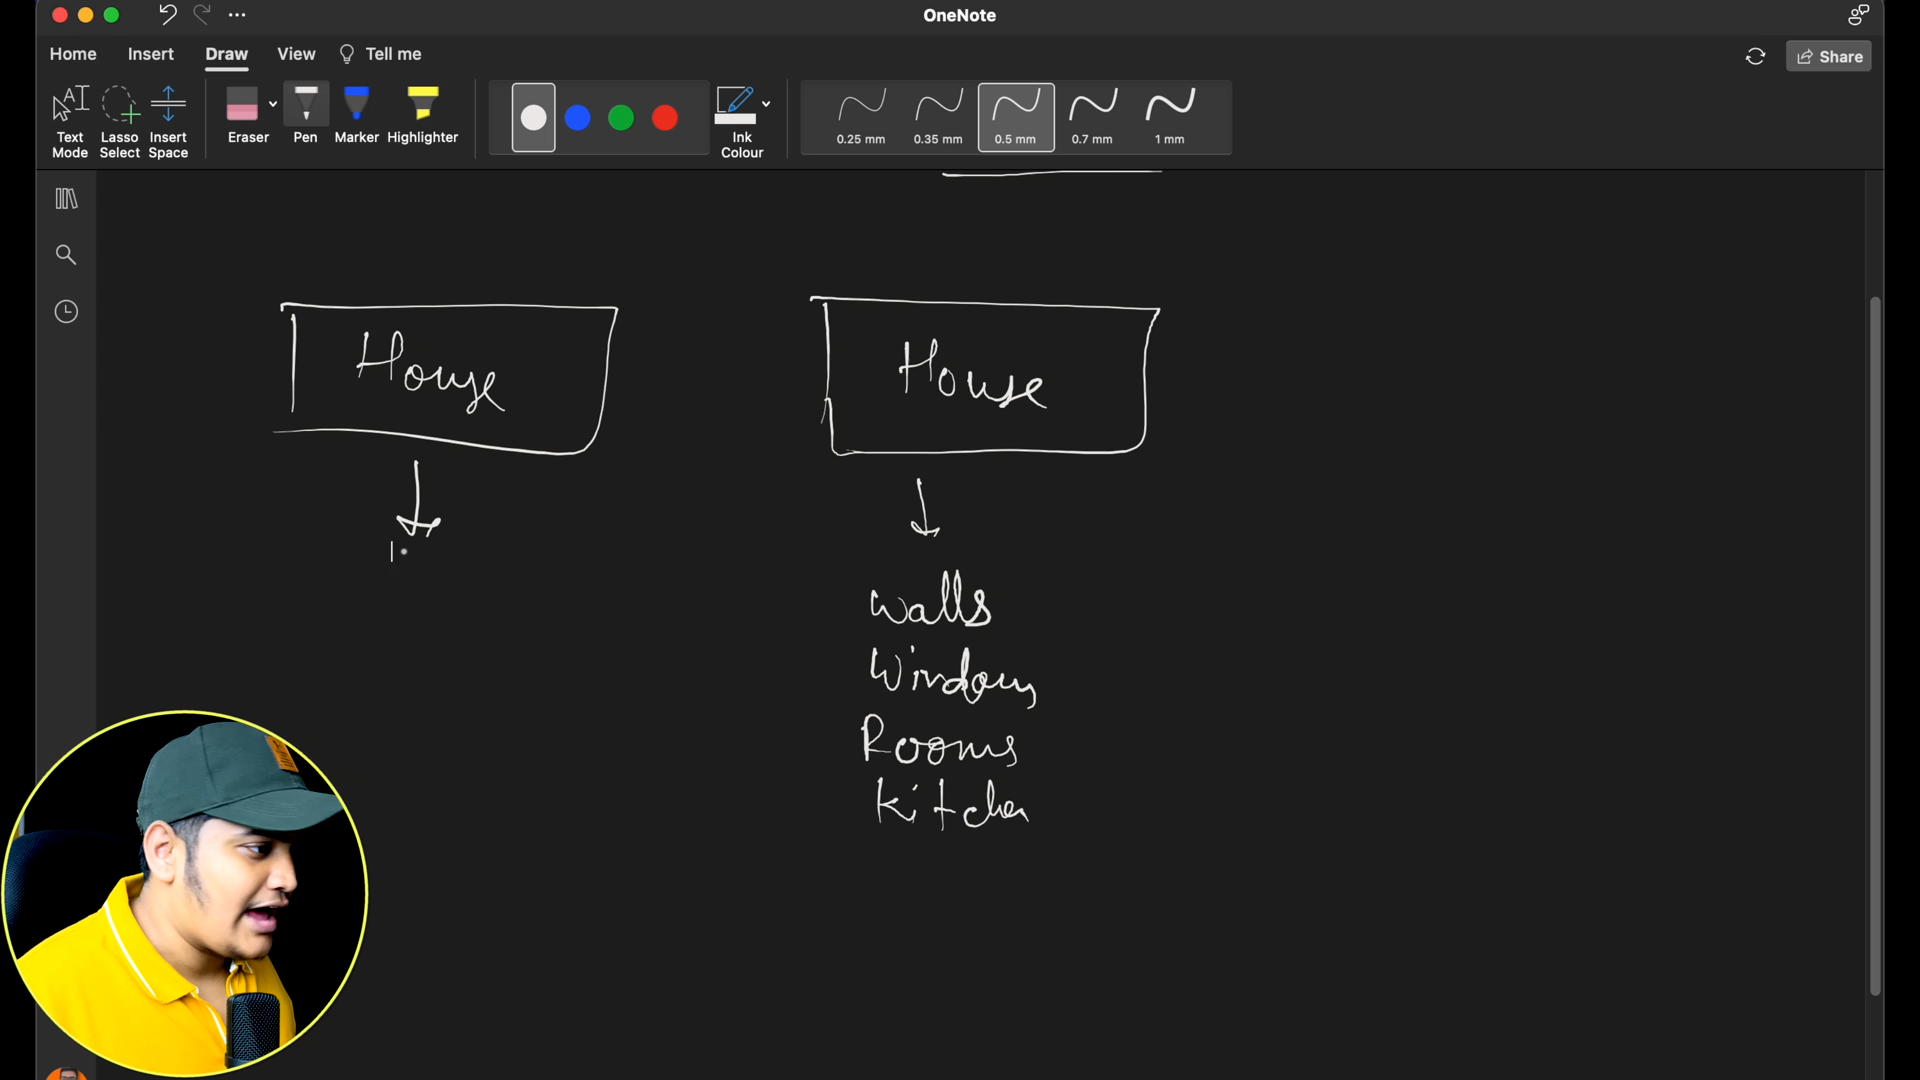 OneNote
Home Insert Draw View Tell me
Share
Text Mode
Lasso Select
Insert Space
Eraser
Pen
Marker
Highlighter
Ink Colour
0.25 mm
0.35 mm
0.5 mm
0.7 mm
1 mm
House
House
Walls
Windows
Rooms
Kitchen